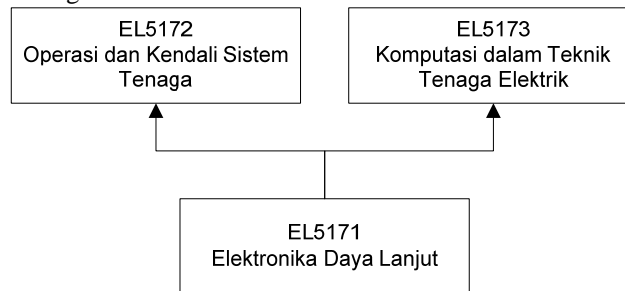 EL5172
Operasi dan Kendali Sistem
Tenaga
EL5173
Komputasi dalam Teknik
Tenaga Elektrik
EL5171
Elektronika Daya Lanjut